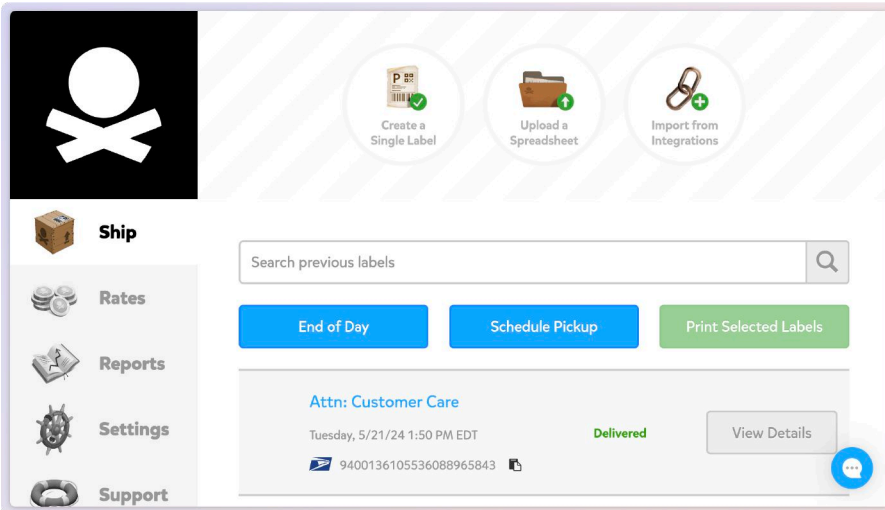 P
Create a
Single Label
Upload a
Spreadsheet
Import from
Integrations
Ship
Rates
Reports
Settings
Support
Search previous labels
End of Day
Schedule Pickup
Print Selected Labels
Attn: Customer Care
Tuesday, 5/21/24 1:50 PM EDT
9400136105536088965843
Delivered
View Details